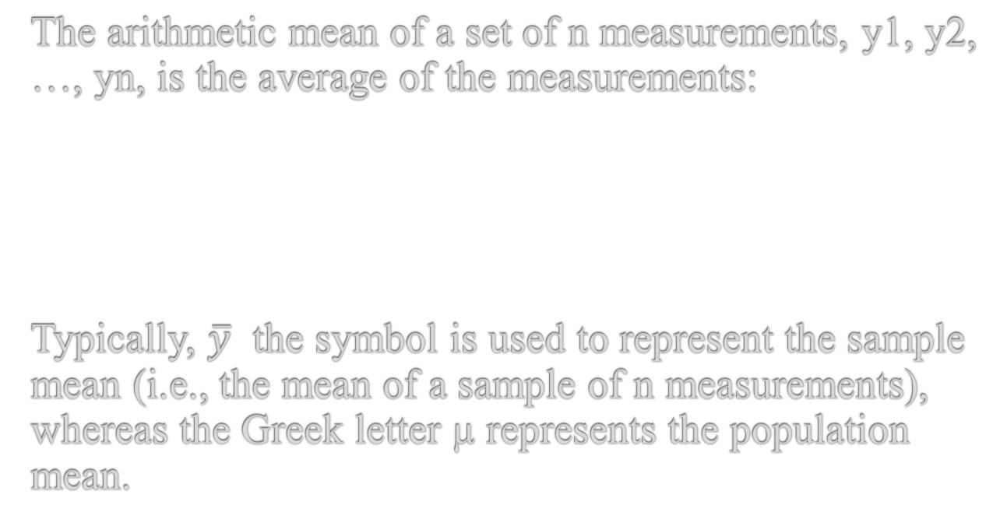 The arithmetic mean of a set of n measurements, y1, y2,
…, yn, is the average of the measurements:
Typically, y̅ the symbol is used to represent the sample
mean (i.e., the mean of a sample of n measurements),
whereas the Greek letter μ represents the population
mean.